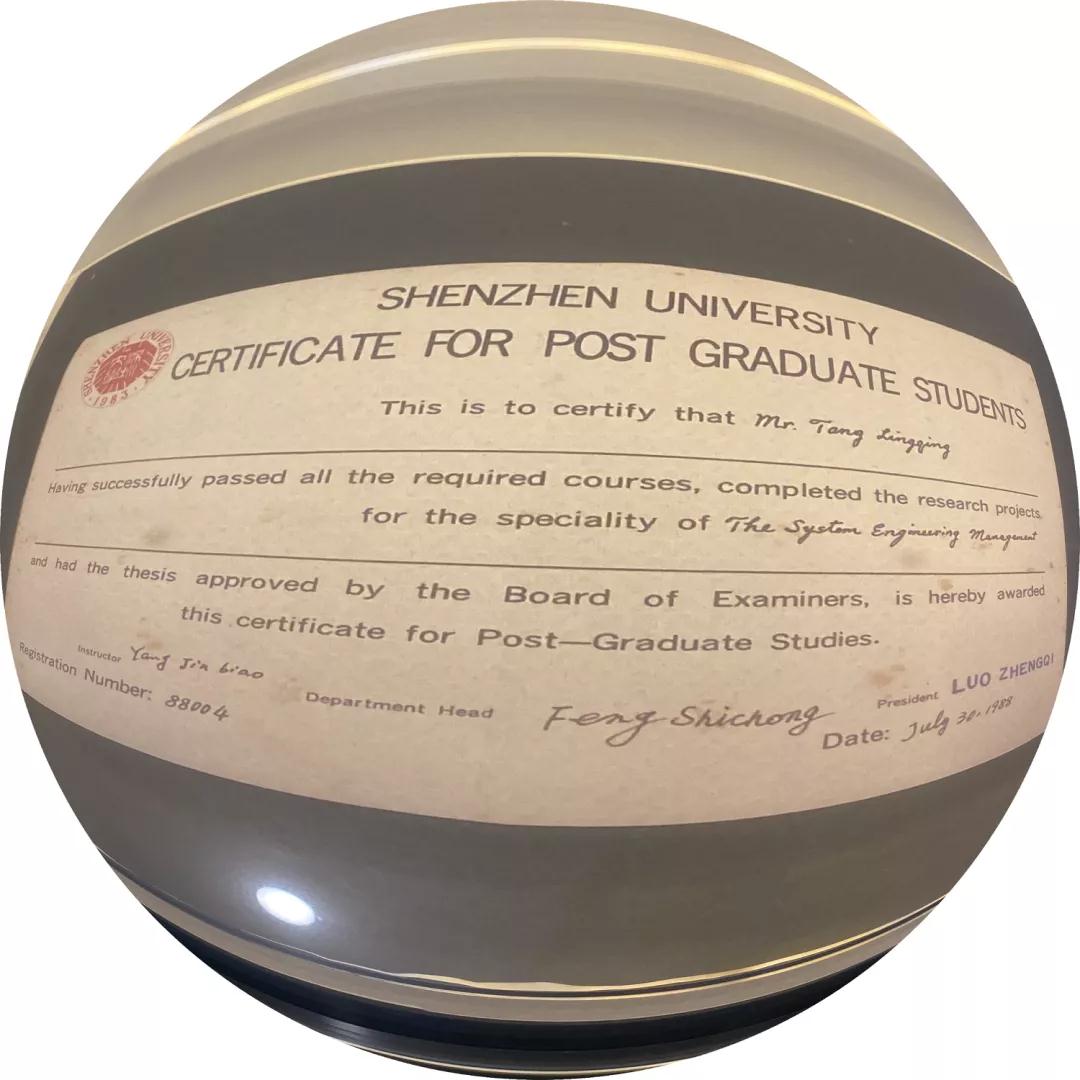 SHENZHEN UNIVERSITY
SHENZHEN UNIVERSITY
·1983·
CERTIFICATE FOR POST GRADUATE STUDENTS
This is to certify that Mr. Tang Lingqing
Having successfully passed all the required courses, completed the research projects
for the speciality of The System Engineering Management
and had the thesis approved by the Board of Examiners, is hereby awarded
this certificate for Post—Graduate Studies.
Instructor Yang Jin biao
Registration Number: 88004
Department Head Feng Shichong
President LUO ZHENGQI
Date: July 30. 1988